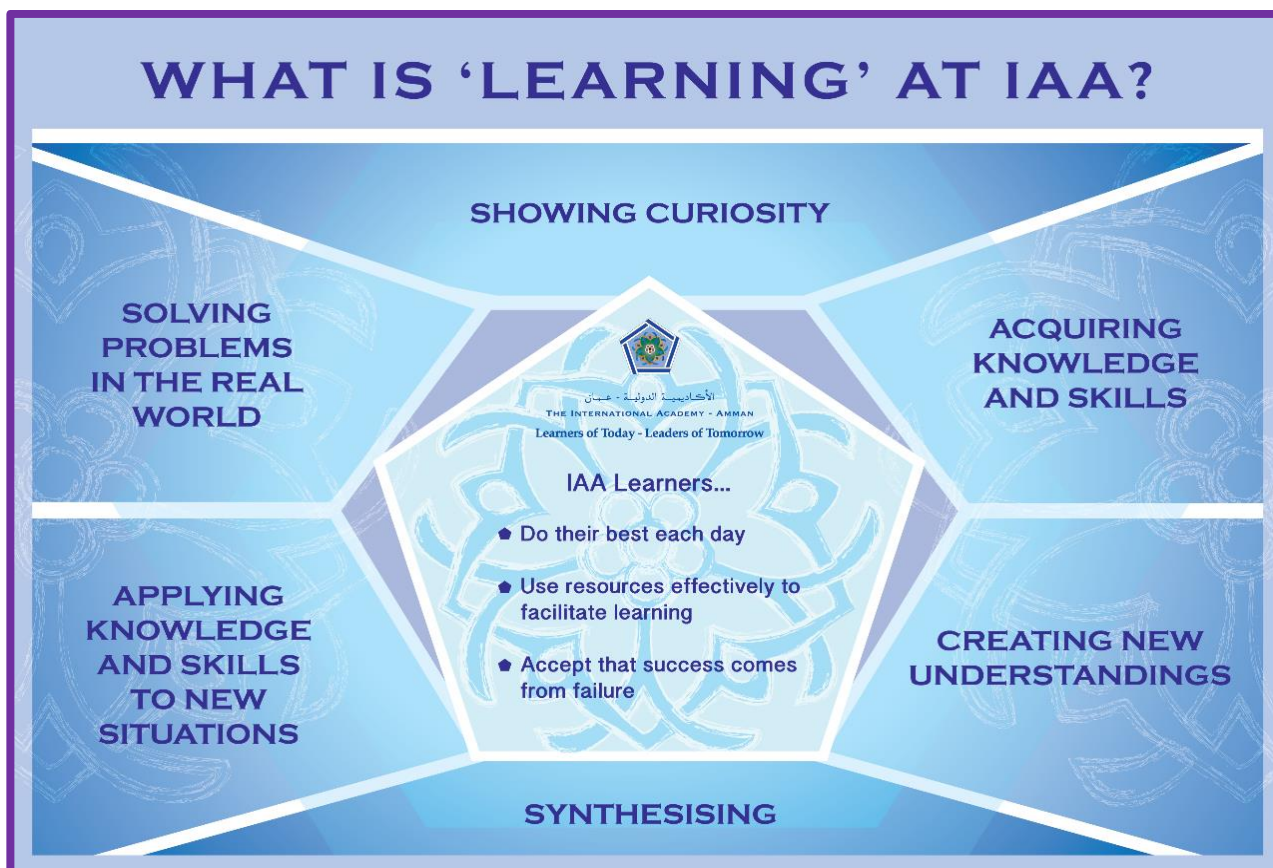 WHAT IS ‘LEARNING’ AT IAA?
SHOWING CURIOSITY
SOLVING
PROBLEMS
IN THE REAL
WORLD
ACQUIRING
KNOWLEDGE
AND SKILLS
الأكاديميـة الدوليـة - عـمـان
THE INTERNATIONAL ACADEMY - AMMAN
Learners of Today - Leaders of Tomorrow
IAA Learners...
Do their best each day
Use resources effectively to
facilitate learning
Accept that success comes
from failure
APPLYING
KNOWLEDGE
AND SKILLS
TO NEW
SITUATIONS
CREATING NEW
UNDERSTANDINGS
SYNTHESISING